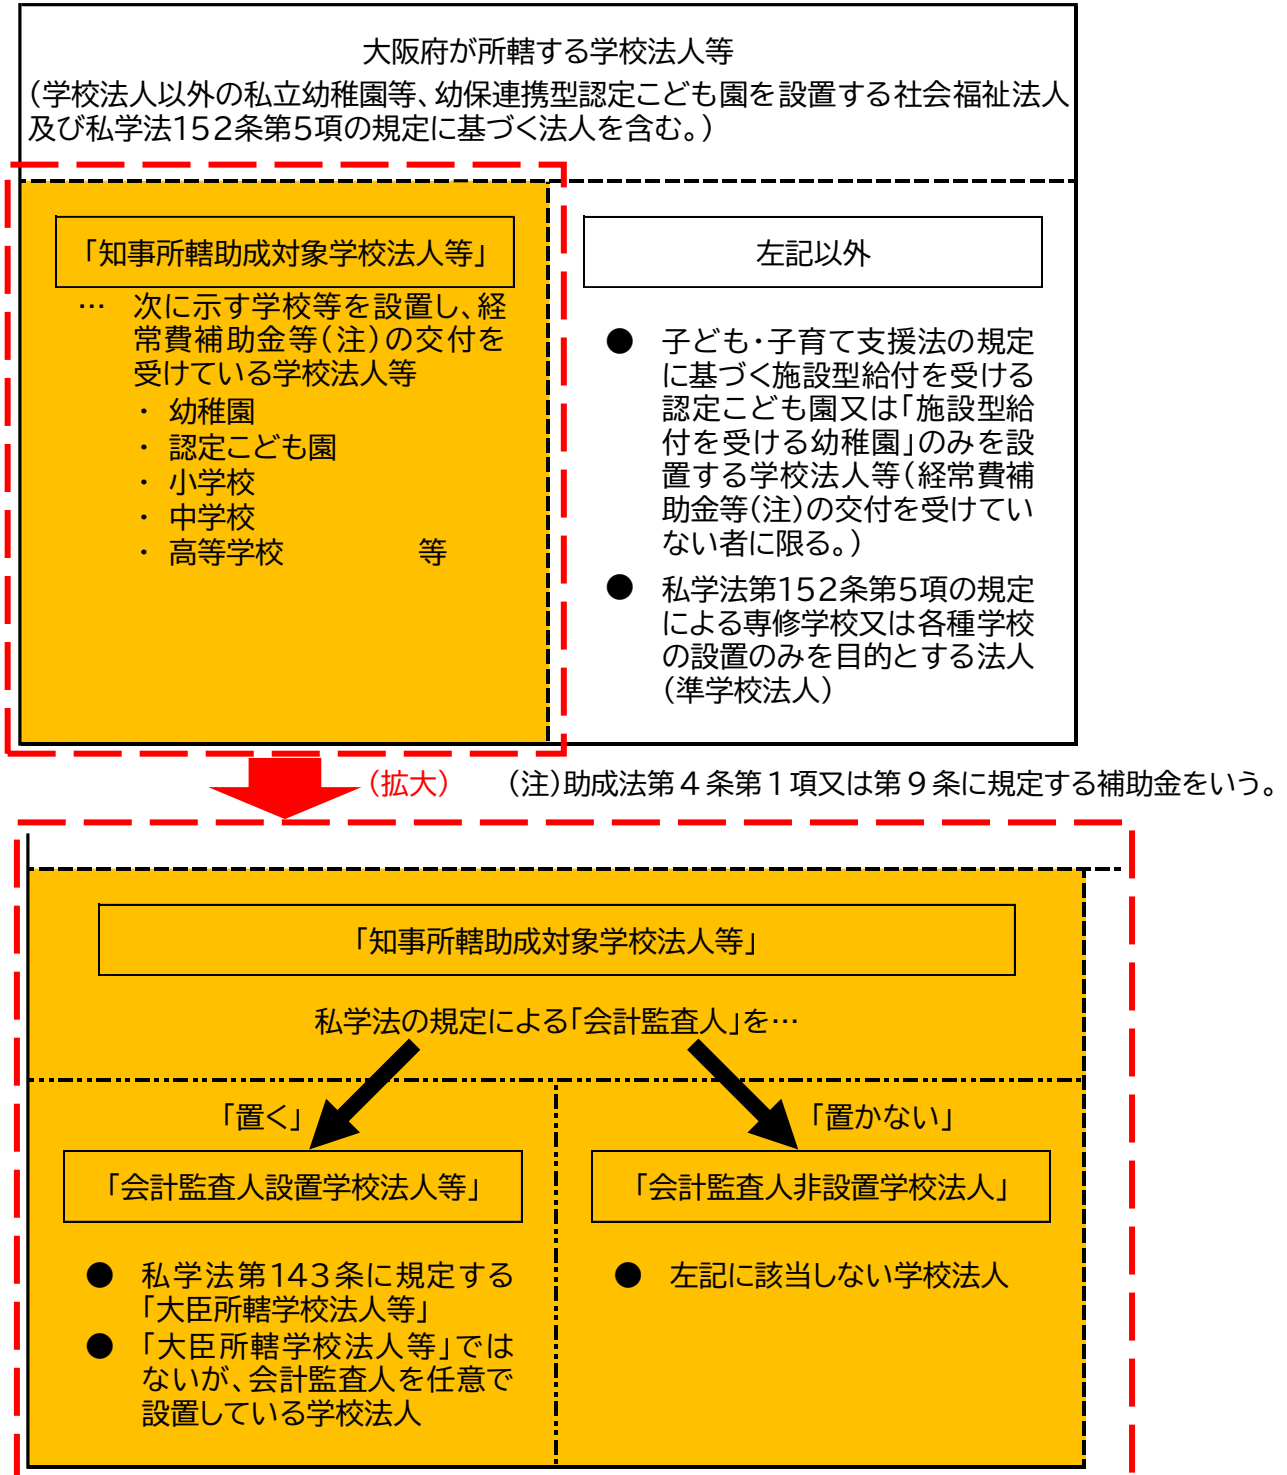 大阪府が所轄する学校法人等
（学校法人以外の私立幼稚園等、幼保連携型認定こども園を設置する社会福祉法人
及び私学法152条第5項の規定に基づく法人を含む。）
「知事所轄助成対象学校法人等」
… 次に示す学校等を設置し、経
常費補助金等（注）の交付を
受けている学校法人等
・ 幼稚園
・ 認定こども園
・ 小学校
・ 中学校
・ 高等学校 等
左記以外
● 子ども・子育て支援法の規定
に基づく施設型給付を受ける
認定こども園又は「施設型給
付を受ける幼稚園」のみを設
置する学校法人等（経常費補
助金等（注）の交付を受けてい
ない者に限る。）
● 私学法第152条第5項の規定
による専修学校又は各種学校
の設置のみを目的とする法人
（準学校法人）
（拡大）
（注）助成法第４条第１項又は第９条に規定する補助金をいう。
「知事所轄助成対象学校法人等」
私学法の規定による「会計監査人」を…
「置く」
「置かない」
「会計監査人設置学校法人等」
● 私学法第143条に規定する
「大臣所轄学校法人等」
● 「大臣所轄学校法人等」では
ないが、会計監査人を任意で
設置している学校法人
「会計監査人非設置学校法人」
● 左記に該当しない学校法人